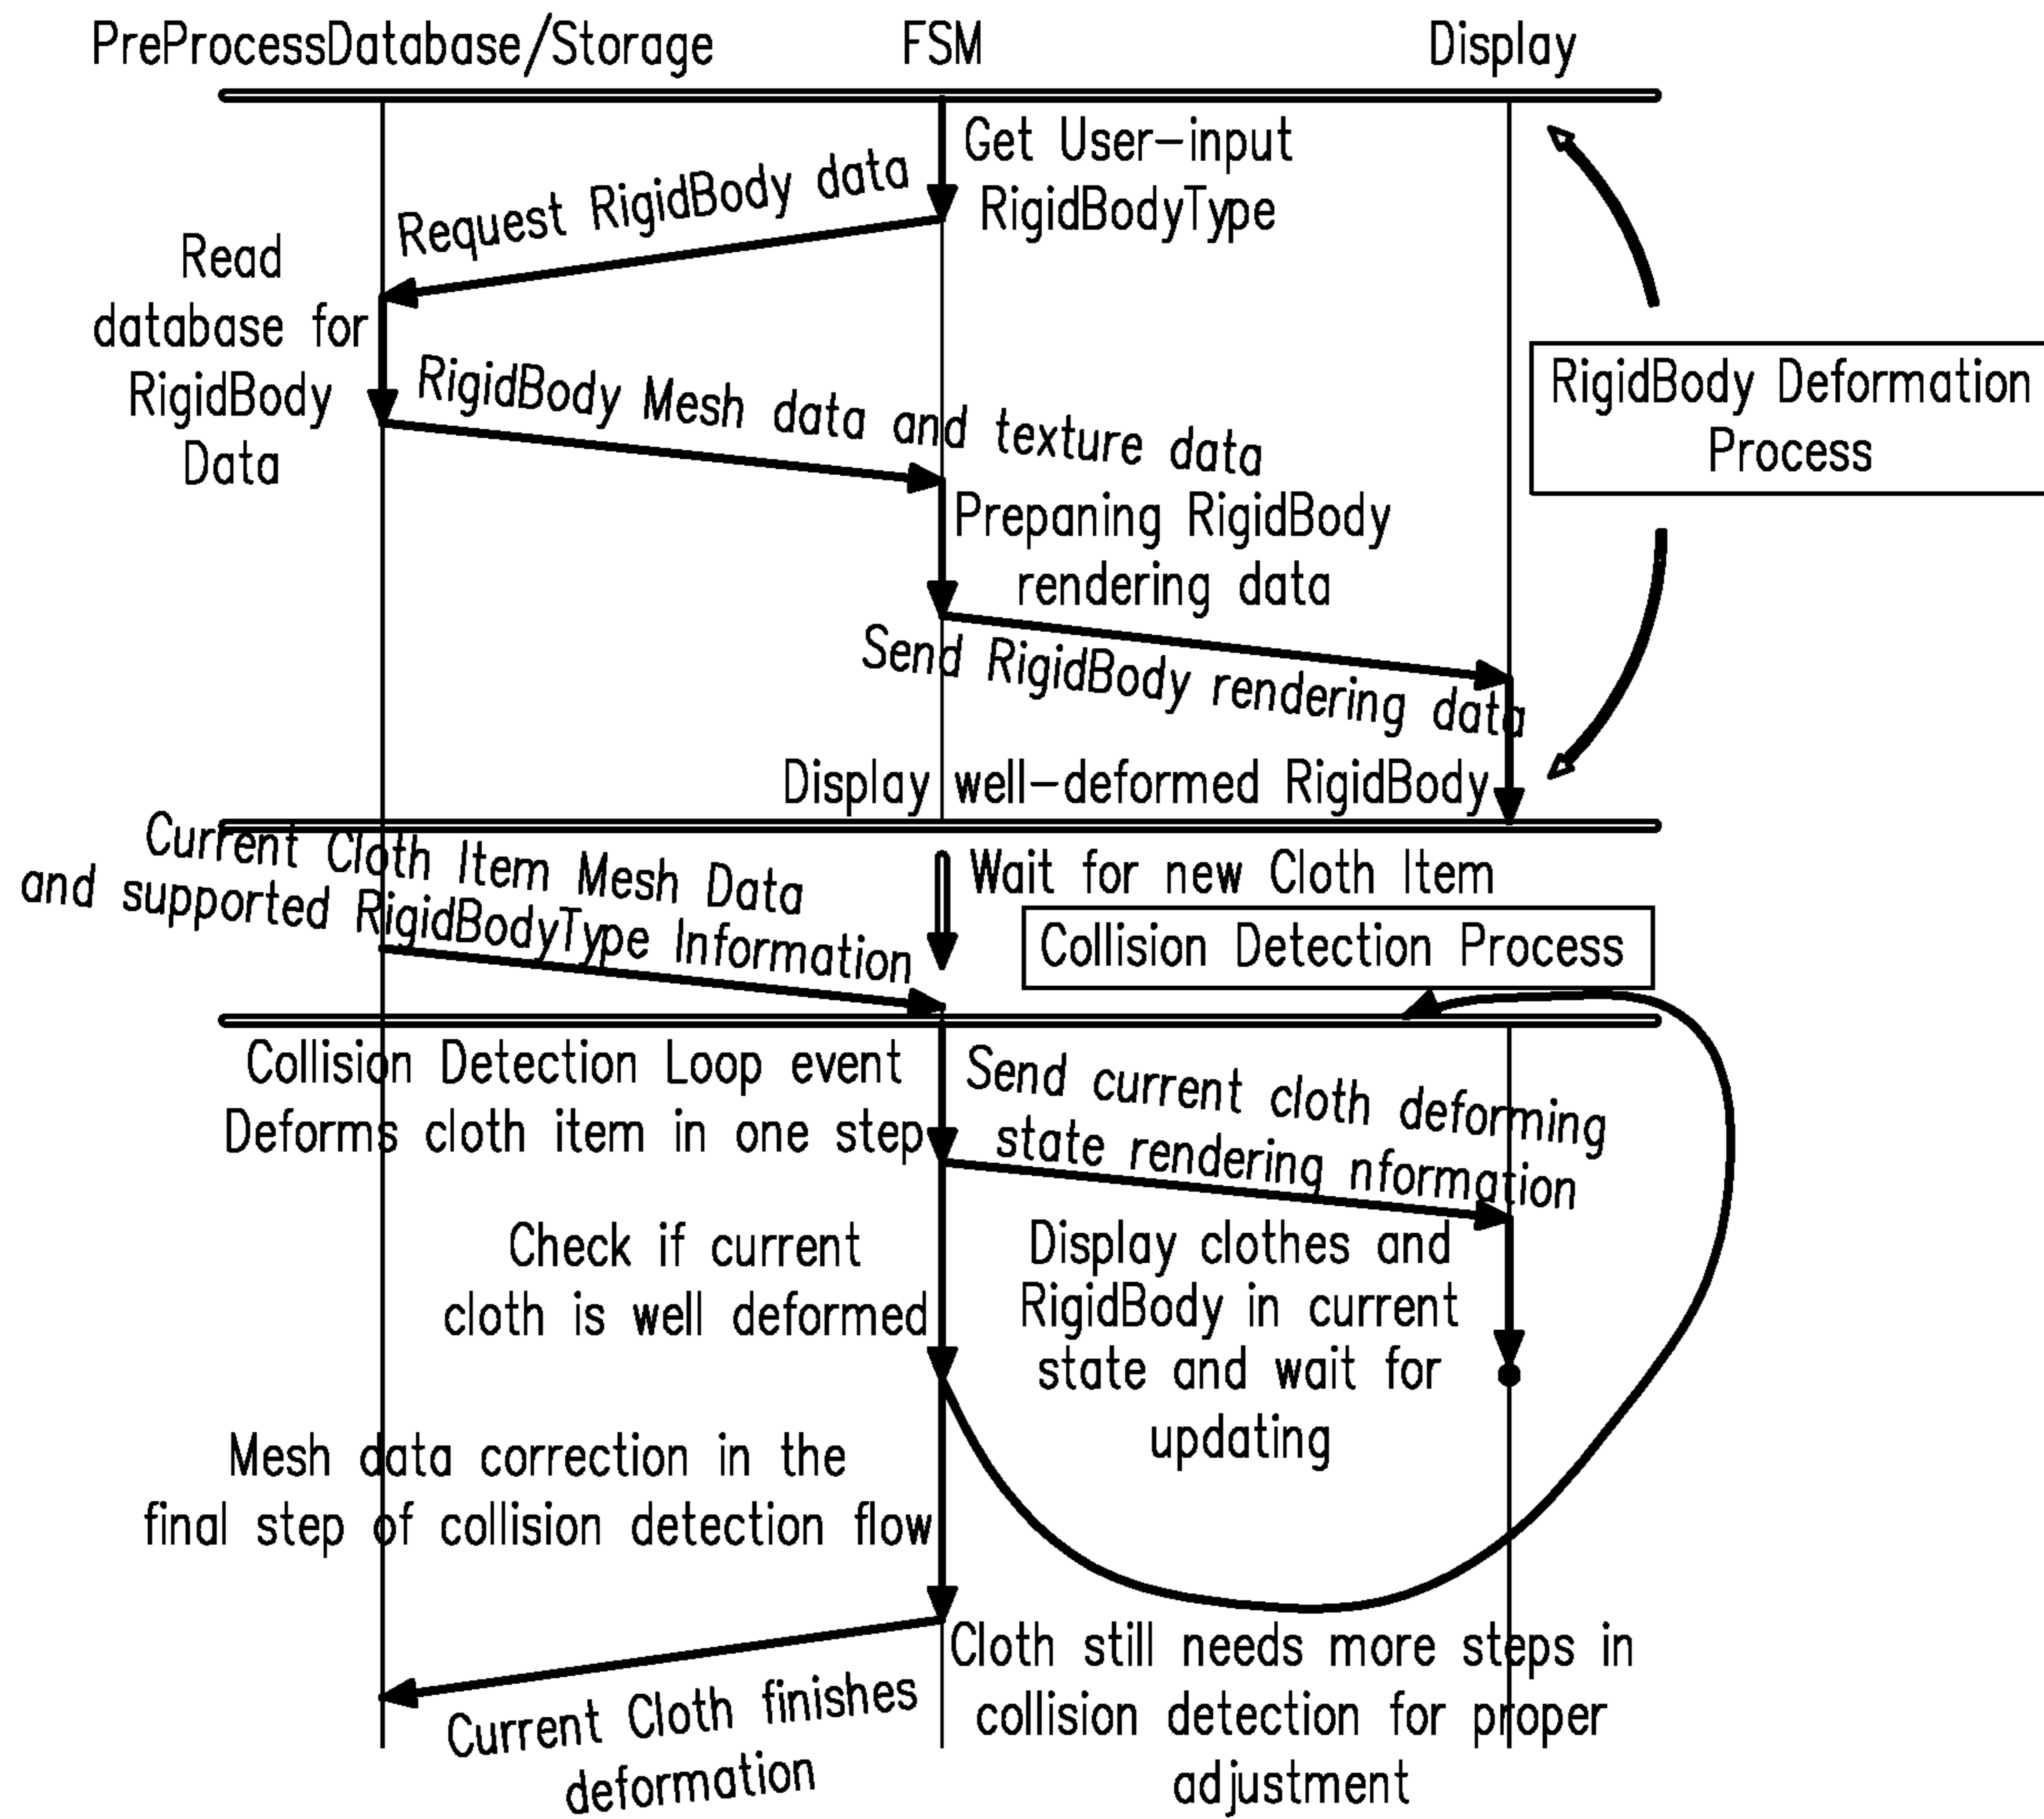 PreProcessDatabase/Storage
FSM
Display
Get User-input
RigidBodyType
Request RigidBody data
Read
database for
RigidBody
Data
RigidBody Mesh data and texture data
RigidBody Deformation
Process
Prepaning RigidBody
rendering data
Send RigidBody rendering data
Display well-deformed RigidBody
Current Cloth Item Mesh Data
and supported RigidBodyType Information
Wait for new Cloth Item
Collision Detection Process
Collision Detection Loop event
Deforms cloth item in one step
Send current cloth deforming
state rendering nformation
Check if current
cloth is well deformed
Display clothes and
RigidBody in current
state and wait for
updating
Mesh data correction in the
final step of collision detection flow
Cloth still needs more steps in
collision detection for proper
adjustment
Current Cloth finishes
deformation